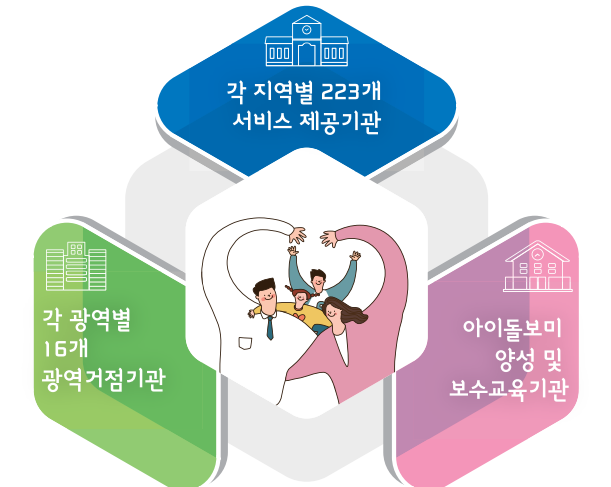 각 지역별 223개
서비스 제공기관
각 광역별
16개
광역거점기관
아이돌보미
양성 및
보수교육기관